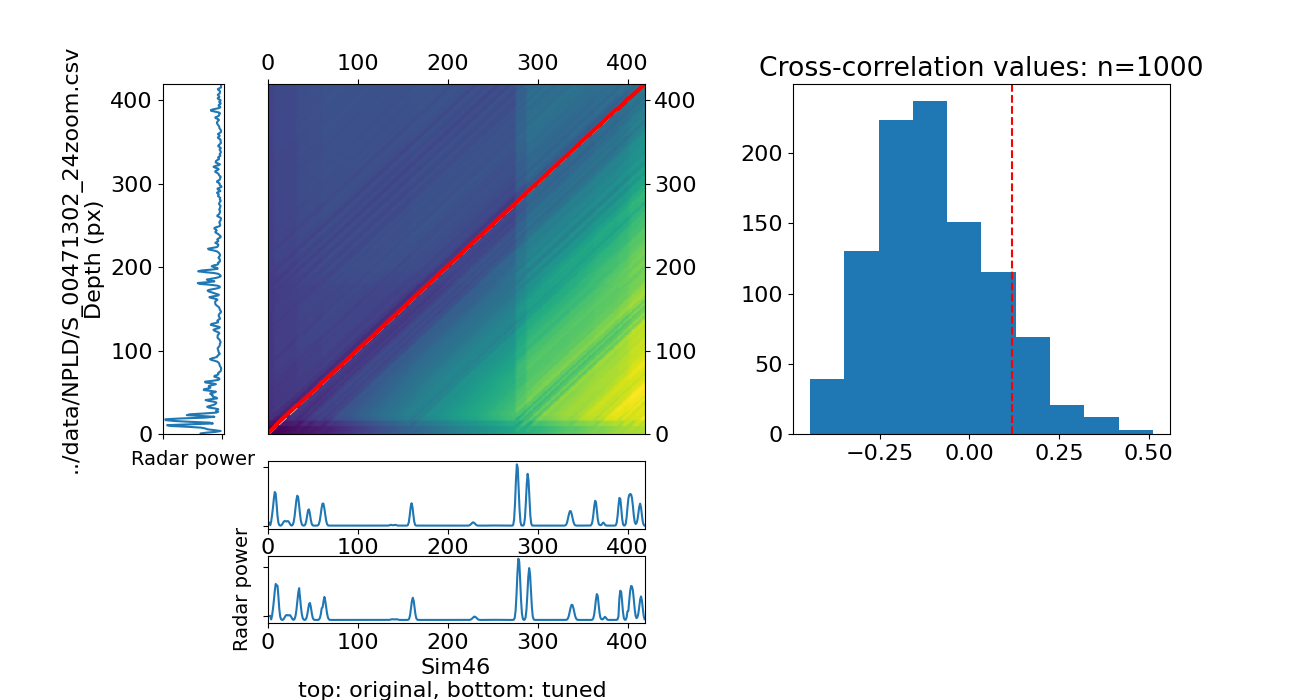 ../data/NPLD/S_00471302_24zoom.csv
Depth (px)
400
300
200
100
0
Radar power
0 100 200 300 400
400
300
200
100
0
0 100 200 300 400
Radar power
0 100 200 300 400
Sim46
top: original, bottom: tuned
Cross-correlation values: n=1000
200
150
100
50
0
−0.25 0.00 0.25 0.50